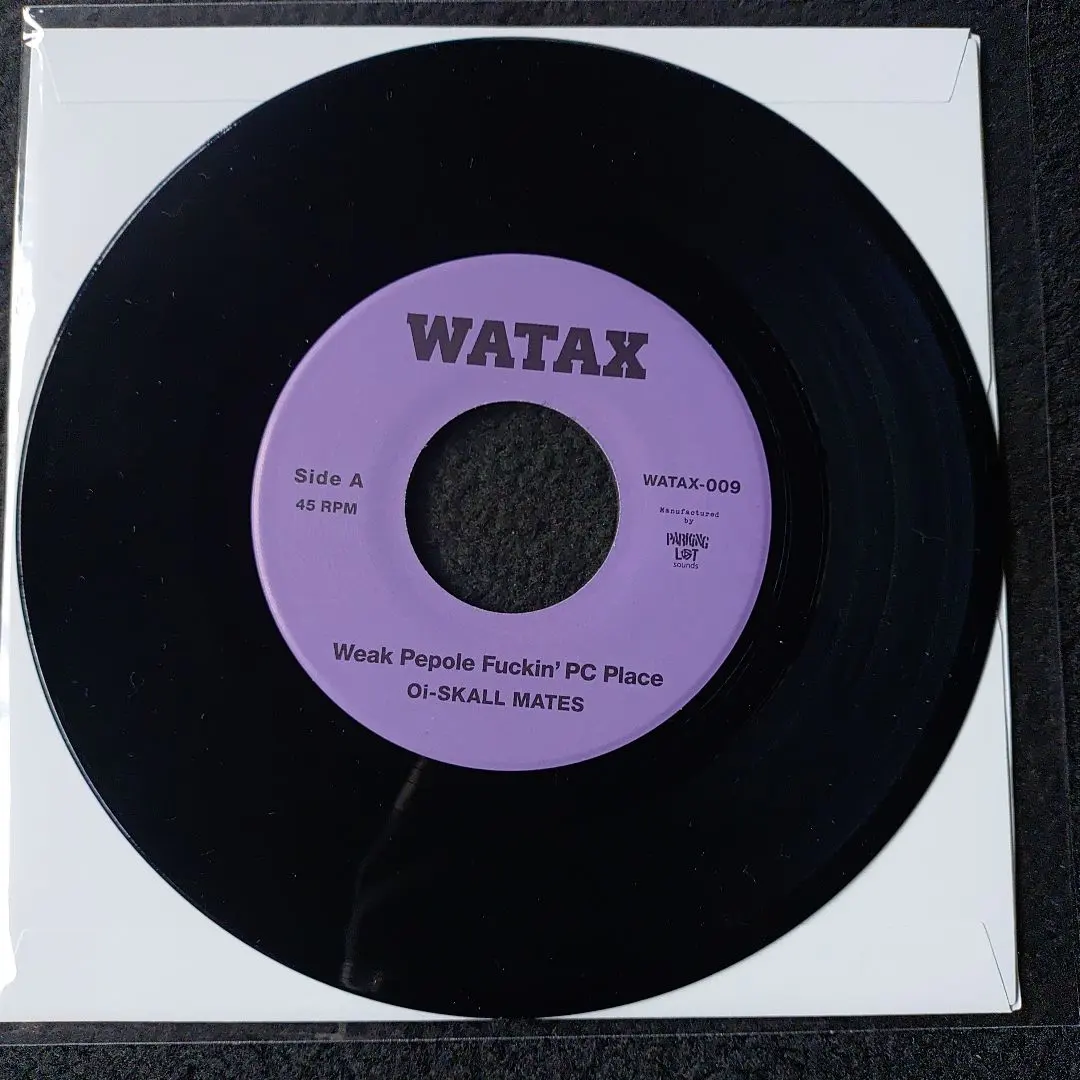 WATAX
Side A
45 RPM
WATAX-009
Manufactured
by
PARKING
LOT
sounds
Weak Pepole Fuckin' PC Place
Oi-SKALL MATES